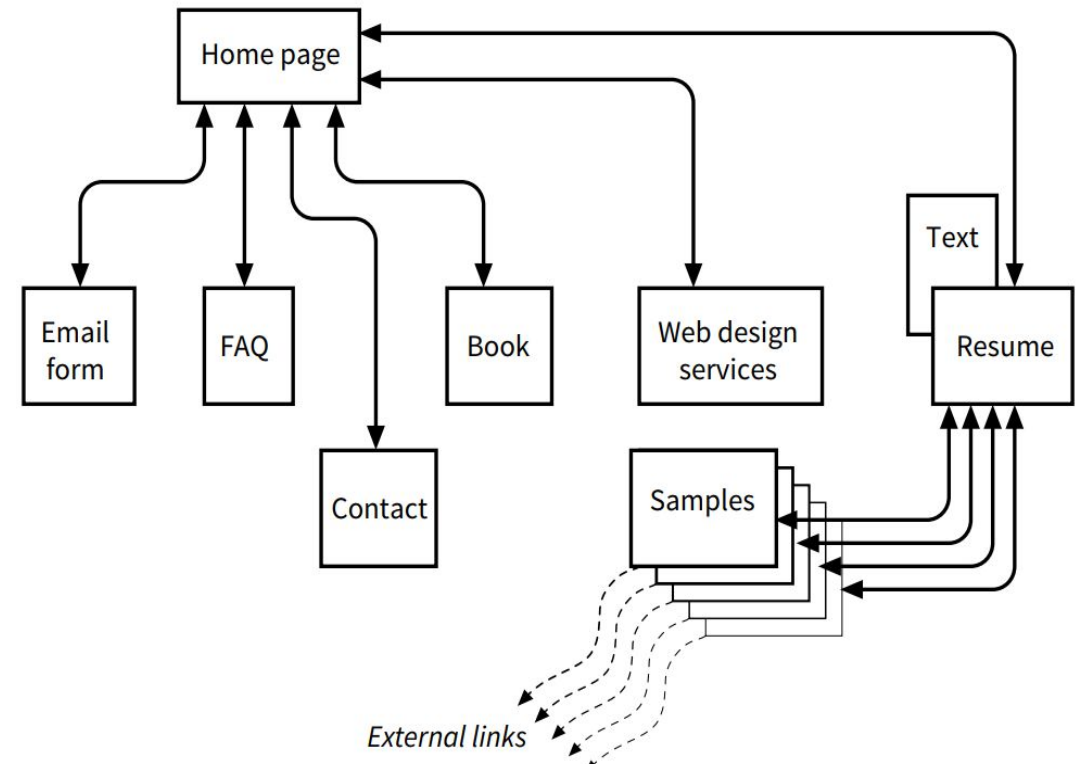 Home page
Text
Email
form
FAQ
Book
Web design
services
Resume
Contact
Samples
External links